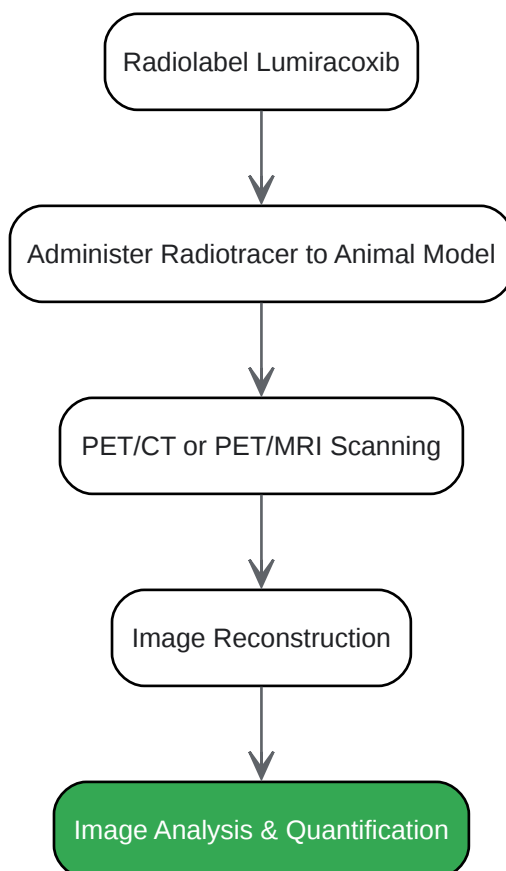 Radiolabel Lumiracoxib
Administer Radiotracer to Animal Model
PET/CT or PET/MRI Scanning
Image Reconstruction
Image Analysis & Quantification